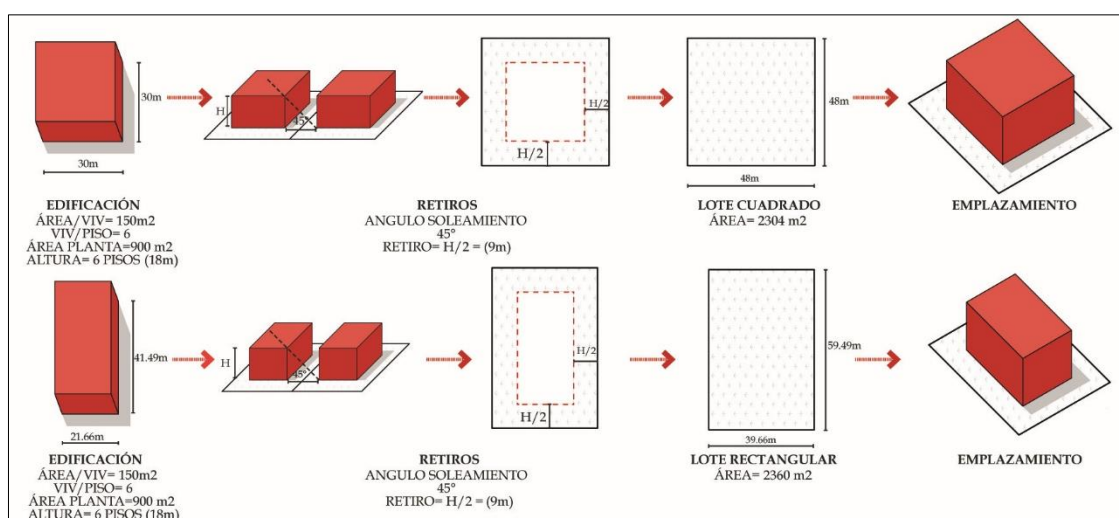 30m
30m
EDIFICACIÓN
ÁREA/VIV= 150m2
VIV/PISO= 6
ÁREA PLANTA=900 m2
ALTURA= 6 PISOS (18m)
H
45°
RETIROS
ANGULO SOLEAMIENTO
45°
RETIRO= H/2 = (9m)
H/2
H/2
48m
48m
LOTE CUADRADO
ÁREA= 2304 m2
EMPLAZAMIENTO
41.49m
21.66m
EDIFICACIÓN
ÁREA/VIV= 150m2
VIV/PISO= 6
ÁREA PLANTA=900 m2
ALTURA= 6 PISOS (18m)
H
45°
RETIROS
ANGULO SOLEAMIENTO
45°
RETIRO= H/2 = (9m)
H/2
H/2
59.49m
39.66m
LOTE RECTANGULAR
ÁREA= 2360 m2
EMPLAZAMIENTO